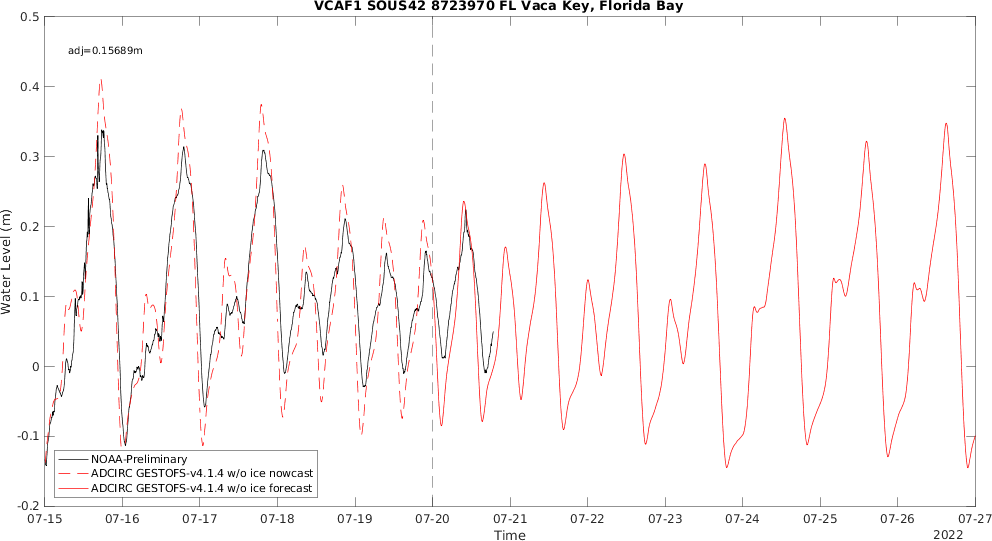 VCAF1 SOUS42 8723970 FL Vaca Key, Florida Bay
0.5
adj=0.15689m
0.4
0.3
0.2
0.1
0
-0.1
-0.2
Water Level (m)
NOAA-Preliminary
ADCIRC GESTOFS-v4.1.4 w/o ice nowcast
ADCIRC GESTOFS-v4.1.4 w/o ice forecast
07-15 07-16 07-17 07-18 07-19 07-20 07-21 07-22 07-23 07-24 07-25 07-26 07-27
Time
2022